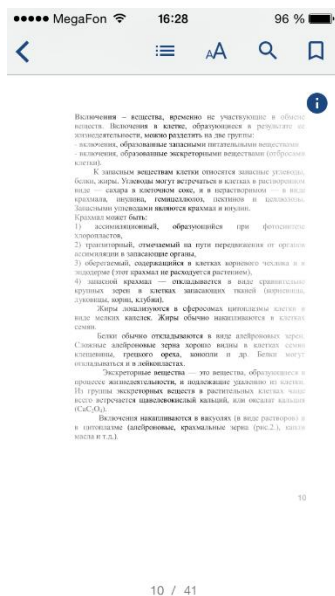 MegaFon 16:28 96 %
AA
i
Включения – вещества, временно не участвующие в обмене
веществ. Включения в клетке, образующиеся в результате ее
жизнедеятельности, можно разделить на две группы:
- включения, образованные запасными питательными веществами
- включения, образованные экскреторными веществами (отбросами
клетки).
К запасным веществам клетки относятся запасные углеводы,
белки, жиры. Углеводы могут встречаться в клетках в растворенном
виде — сахара в клеточном соке, и в нерастворимом — в виде
крахмала, инулина, гемицеллюлоз, пектинов и целлюлозы.
Запасными углеводами являются крахмал и инулин.
Крахмал может быть:
1) ассимиляционный, образующийся при фотосинтезе
хлоропластов,
2) транзиторный, отмечаемый на пути передвижения от органов
ассимиляции в запасающие органы,
3) оберегаемый, содержащийся в клетках корневого чехлика и в
эндодерме (этот крахмал не расходуется растением),
4) запасной крахмал — откладывается в виде сравнительно
крупных зерен в клетках запасающих тканей (корневища,
луковицы, корни, клубни).
Жиры локализуются в сферосомах цитоплазмы клеток в
виде мелких капелек. Жиры обычно накапливаются в клетках
семян.
Белки обычно откладываются в виде алейроновых зерен.
Сложные алейроновые зерна хорошо видны в клетках семян
клещевины, грецкого ореха, конопли и др. Белки могут
откладываться и в лейкопластах.
Экскреторные вещества — это вещества, образующиеся в
процессе жизнедеятельности, и подлежащие удалению из клетки.
Из группы экскреторных веществ в растительных клетках чаще
всего встречается щавелевокислый кальций, или оксалат кальция
(CaC₂O₄).
Включения накапливаются в вакуолях (в виде растворов) и
в цитоплазме (алейроновые, крахмальные зерна (рис.2.), капли
масла и т.д.).
10
10 / 41